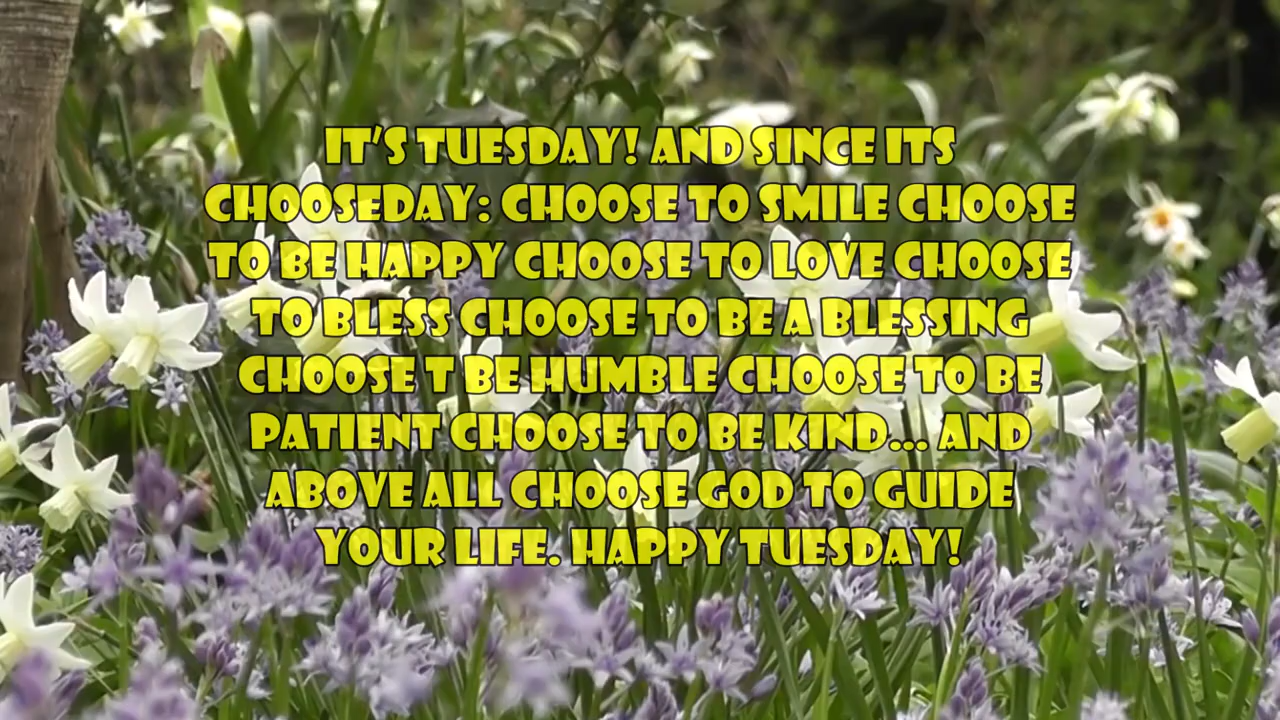 IT'S TUESDAY! AND SINCE ITS
CHOOSEDAY: CHOOSE TO SMILE CHOOSE
TO BE HAPPY CHOOSE TO LOVE CHOOSE
TO BLESS CHOOSE TO BE A BLESSING
CHOOSE T BE HUMBLE CHOOSE TO BE
PATIENT CHOOSE TO BE KIND... AND
ABOVE ALL CHOOSE GOD TO GUIDE
YOUR LIFE. HAPPY TUESDAY!